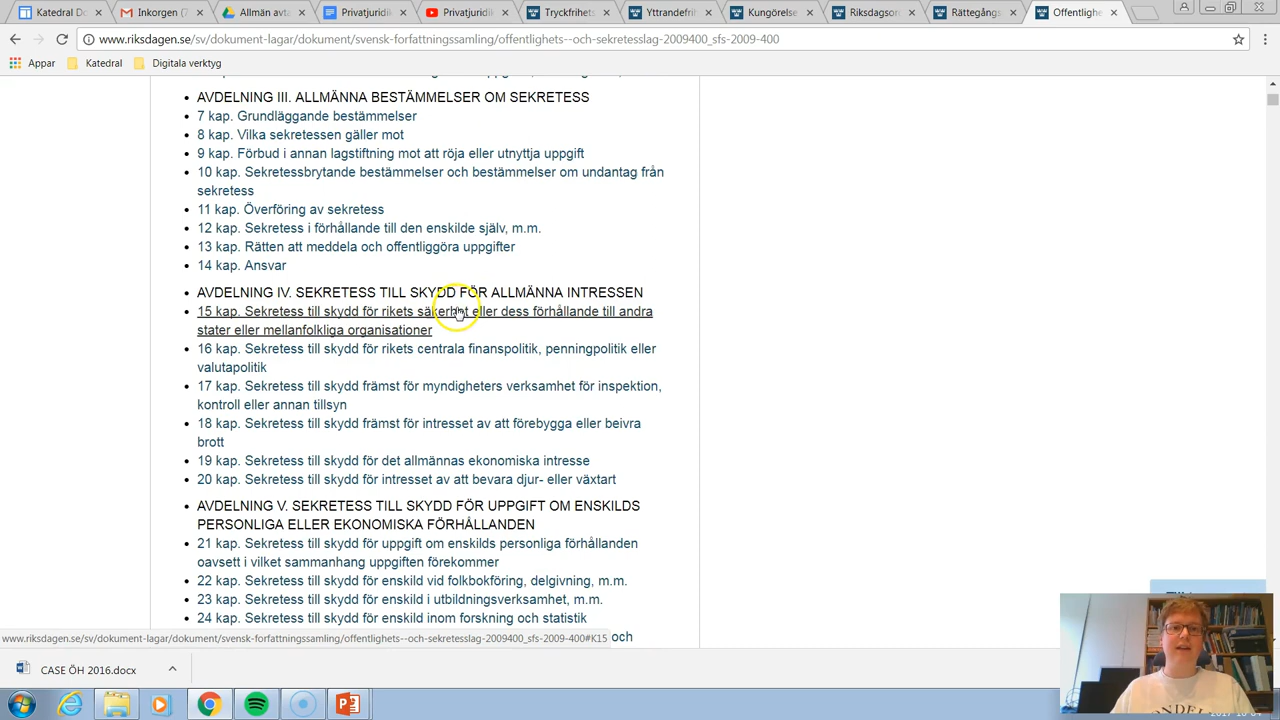 Katedral Do
Inkorgen (7
Allmän avta
Privatjuridik
Privatjuridik
Tryckfrihets
Yttrandefrih
Kungörelse
Riksdagsor
Rättegångs
Offentlighet
www.riksdagen.se/sv/dokument-lagar/dokument/svensk-forfattningssamling/offentlighets--och-sekretesslag-2009400_sfs-2009-400
Appar
Katedral
Digitala verktyg
AVDELNING III. ALLMÄNNA BESTÄMMELSER OM SEKRETESS
7 kap. Grundläggande bestämmelser
8 kap. Vilka sekretessen gäller mot
9 kap. Förbud i annan lagstiftning mot att röja eller utnyttja uppgift
10 kap. Sekretessbrytande bestämmelser och bestämmelser om undantag från
sekretess
11 kap. Överföring av sekretess
12 kap. Sekretess i förhållande till den enskilde själv, m.m.
13 kap. Rätten att meddela och offentliggöra uppgifter
14 kap. Ansvar
AVDELNING IV. SEKRETESS TILL SKYDD FÖR ALLMÄNNA INTRESSEN
15 kap. Sekretess till skydd för rikets säkerhet eller dess förhållande till andra
stater eller mellanfolkliga organisationer
16 kap. Sekretess till skydd för rikets centrala finanspolitik, penningpolitik eller
valutapolitik
17 kap. Sekretess till skydd främst för myndigheters verksamhet för inspektion,
kontroll eller annan tillsyn
18 kap. Sekretess till skydd främst för intresset av att förebygga eller beivra
brott
19 kap. Sekretess till skydd för det allmännas ekonomiska intresse
20 kap. Sekretess till skydd för intresset av att bevara djur- eller växtart
AVDELNING V. SEKRETESS TILL SKYDD FÖR UPPGIFT OM ENSKILDS
PERSONLIGA ELLER EKONOMISKA FÖRHÅLLANDEN
21 kap. Sekretess till skydd för uppgift om enskilds personliga förhållanden
oavsett i vilket sammanhang uppgiften förekommer
22 kap. Sekretess till skydd för enskild vid folkbokföring, delgivning, m.m.
23 kap. Sekretess till skydd för enskild i utbildningsverksamhet, m.m.
24 kap. Sekretess till skydd för enskild inom forskning och statistik
och
www.riksdagen.se/sv/dokument-lagar/dokument/svensk-forfattningssamling/offentlighets--och-sekretesslag-2009400_sfs-2009-400#K15
CASE ÖH 2016.docx